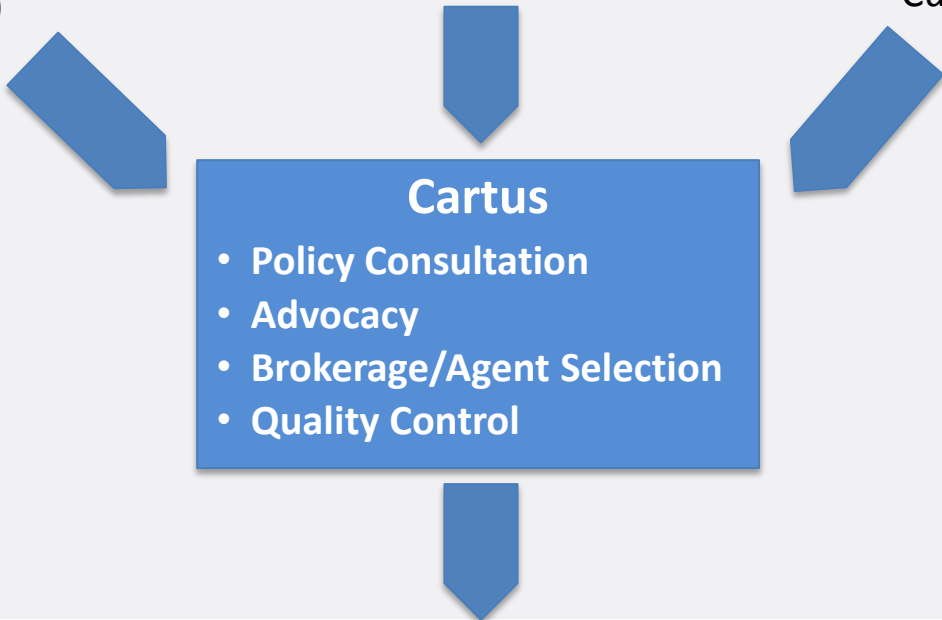 Cartus
• Policy Consultation
• Advocacy
• Brokerage/Agent Selection
• Quality Control